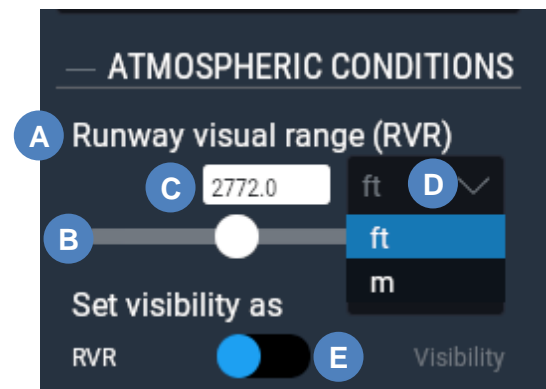 ATMOSPHERIC CONDITIONS
A Runway visual range (RVR)
C 2772.0 ft D
B ft
m
Set visibility as
RVR E Visibility